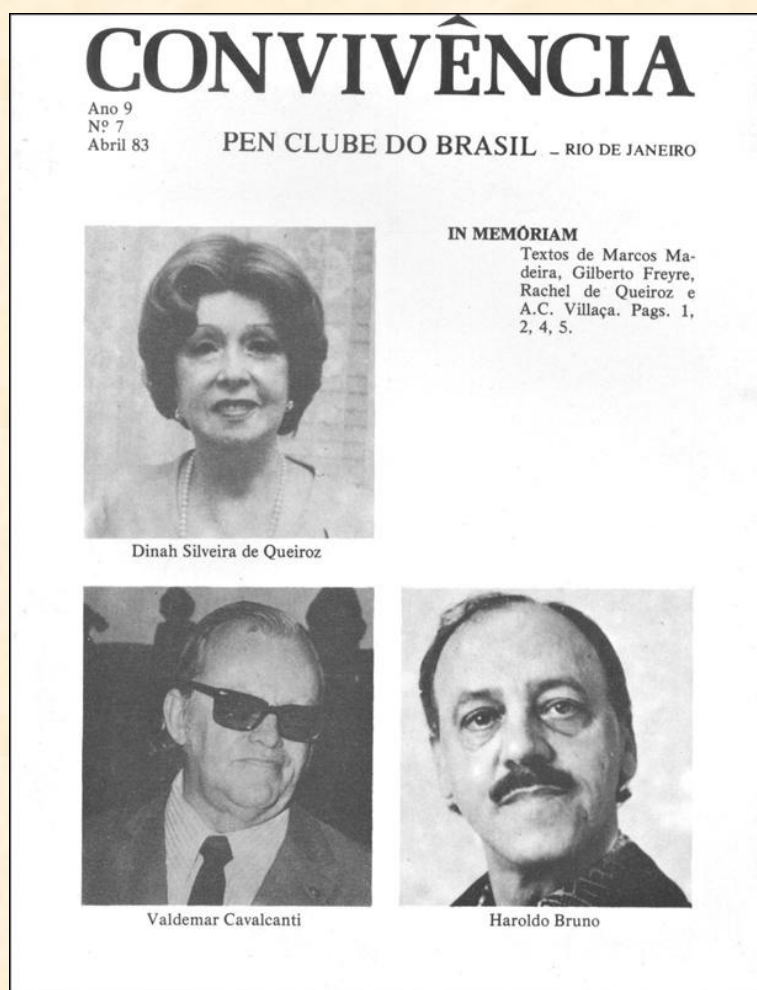 CONVIVÊNCIA
Ano 9
Nº 7
Abril 83
PEN CLUBE DO BRASIL _ RIO DE JANEIRO
IN MEMÓRIAM
Textos de Marcos Ma-
deira, Gilberto Freyre,
Rachel de Queiroz e
A.C. Villaça. Pags. 1,
2, 4, 5.
Dinah Silveira de Queiroz
Valdemar Cavalcanti
Haroldo Bruno